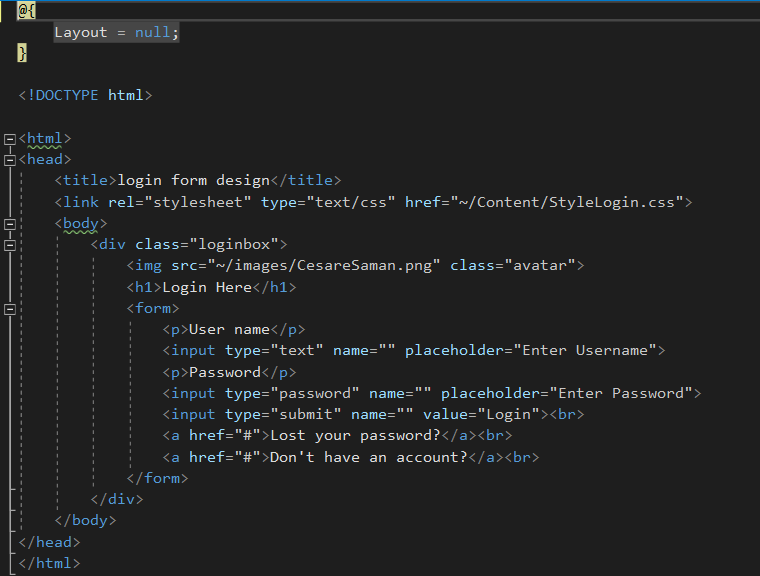 @{
    Layout = null;
}

<!DOCTYPE html>

<html>
<head>
    <title>login form design</title>
    <link rel="stylesheet" type="text/css" href="~/Content/StyleLogin.css">
    <body>
        <div class="loginbox">
            <img src="~/images/CesareSaman.png" class="avatar">
            <h1>Login Here</h1>
            <form>
                <p>User name</p>
                <input type="text" name="" placeholder="Enter Username">
                <p>Password</p>
                <input type="password" name="" placeholder="Enter Password">
                <input type="submit" name="" value="Login"><br>
                <a href="#">Lost your password?</a><br>
                <a href="#">Don't have an account?</a><br>
            </form>
        </div>
    </body>
</head>
</html>